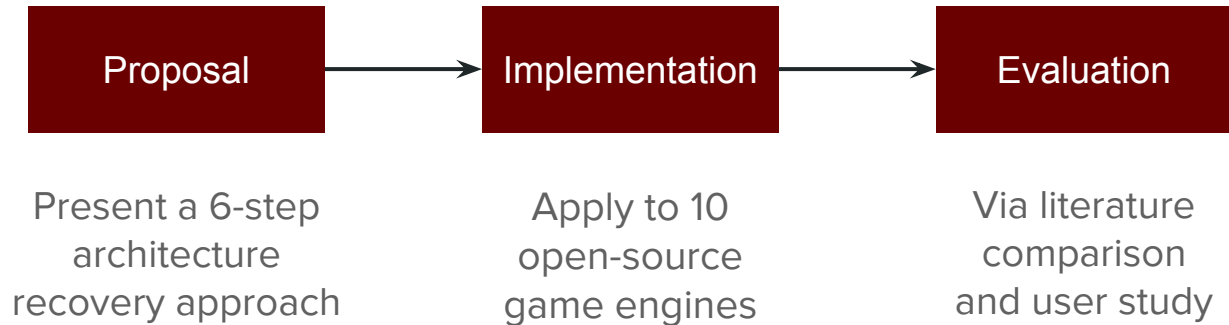 Proposal
Implementation
Evaluation
Present a 6-step
architecture
recovery approach
Apply to 10
open-source
game engines
Via literature
comparison
and user study